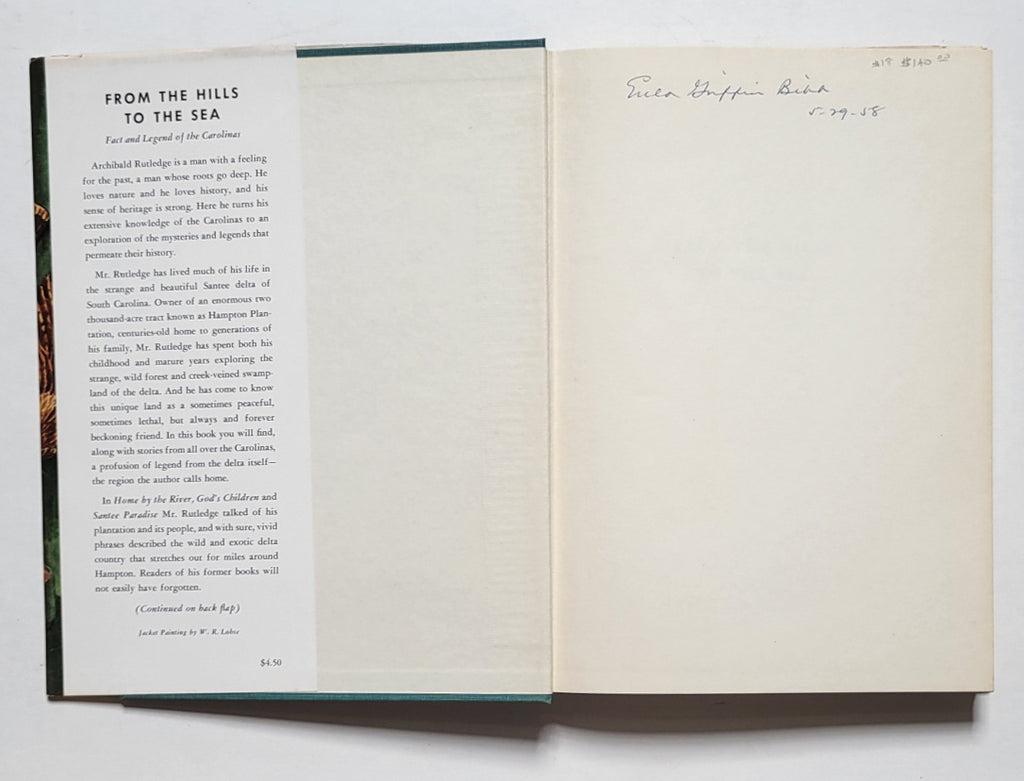 FROM THE HILLS
TO THE SEA
Fact and Legend of the Carolinas
Archibald Rutledge is a man with a feeling
for the past, a man whose roots go deep. He
loves nature and he loves history, and his
sense of heritage is strong. Here he turns his
extensive knowledge of the Carolinas to an
exploration of the mysteries and legends that
permeate their history.
Mr. Rutledge has lived much of his life in
the strange and beautiful Santee delta of
South Carolina. Owner of an enormous two
thousand-acre tract known as Hampton Plan-
tation, centuries-old home to generations of
his family, Mr. Rutledge has spent both his
childhood and mature years exploring the
strange, wild forest and creek-veined swamp-
land of the delta. And he has come to know
this unique land as a sometimes peaceful,
sometimes lethal, but always and forever
beckoning friend. In this book you will find,
along with stories from all over the Carolinas,
a profusion of legend from the delta itself—
the region the author calls home.
In Home by the River, God's Children and
Santee Paradise Mr. Rutledge talked of his
plantation and its people, and with sure, vivid
phrases described the wild and exotic delta
country that stretches out for miles around
Hampton. Readers of his former books will
not easily have forgotten.
(Continued on back flap)
Jacket Painting by W. R. Lohse
$4.50
$140
Griffin
5-29-58